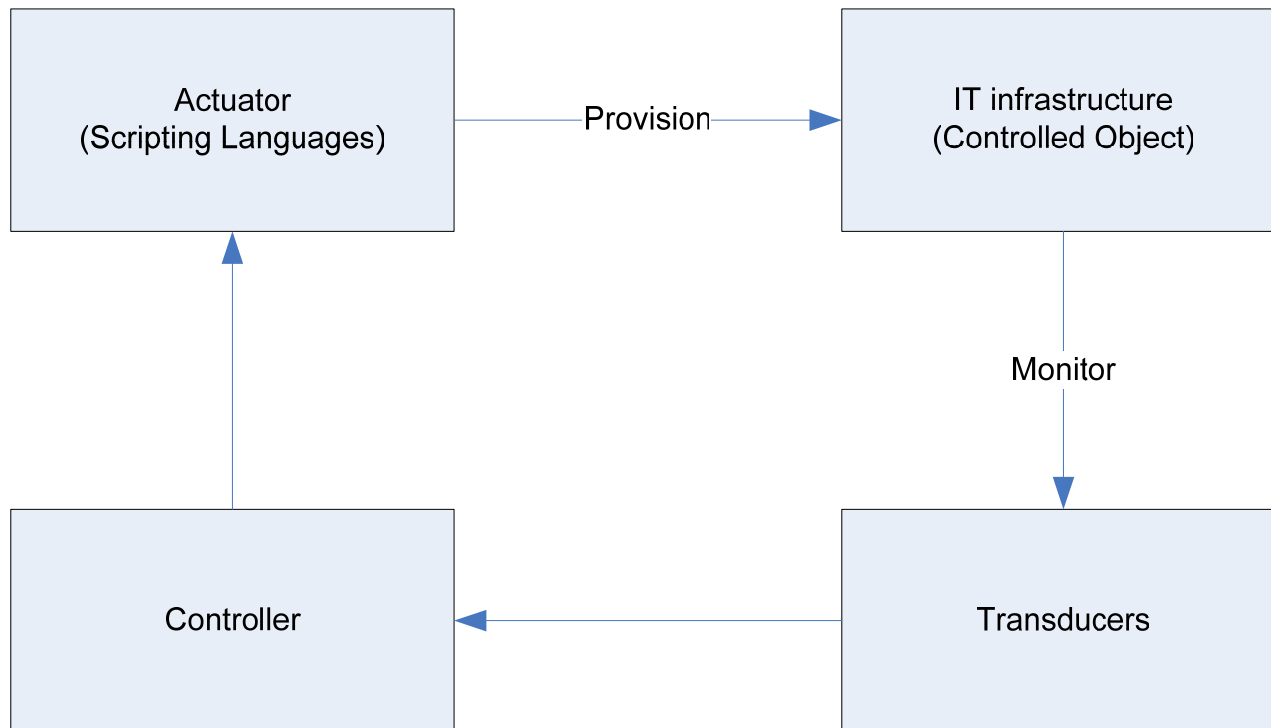 Actuator
(Scripting Languages)
Provision
IT infrastructure
(Controlled Object)
Monitor
Controller
Transducers